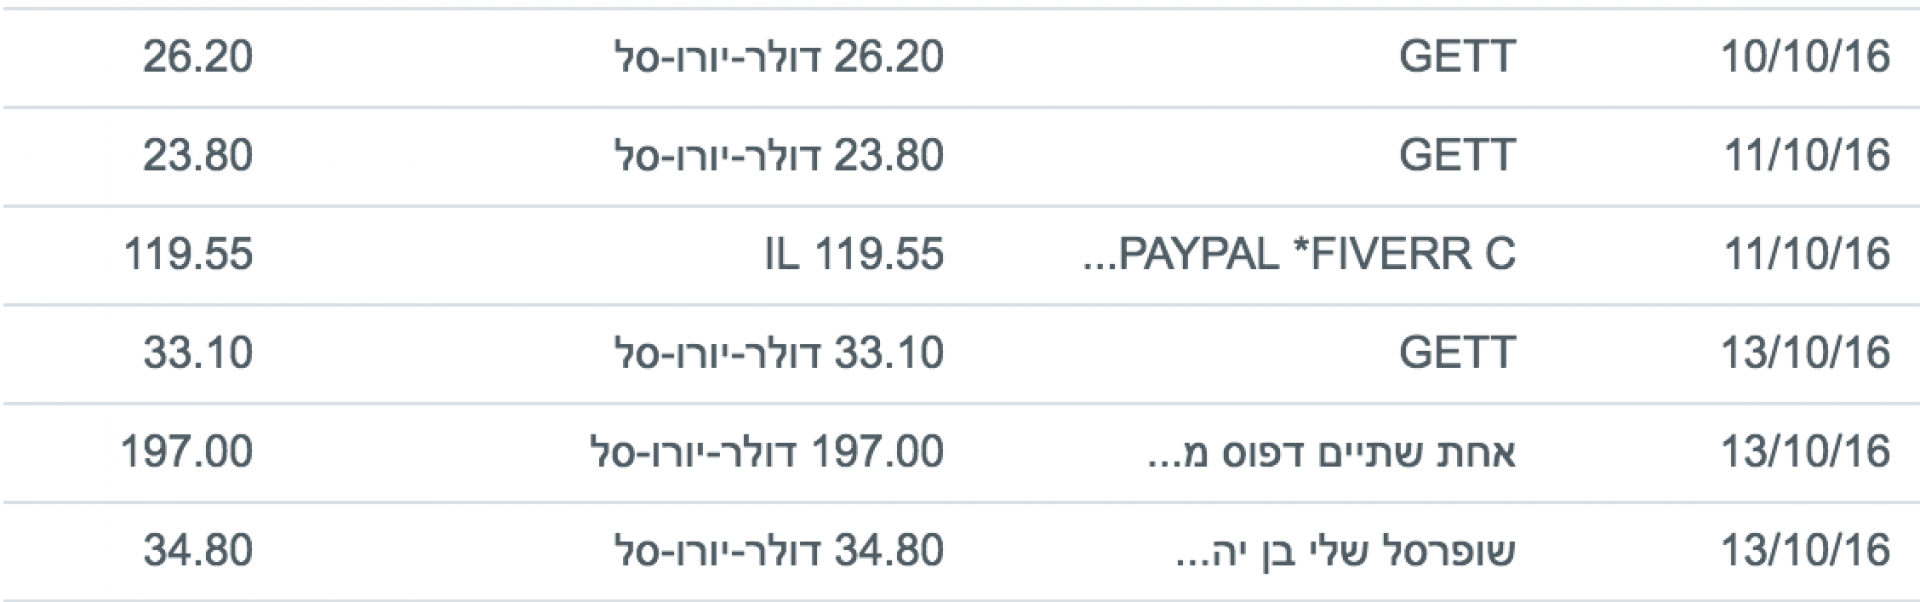 10/10/16 GETT 26.20 דולר-יורו-סל 26.20
11/10/16 GETT 23.80 דולר-יורו-סל 23.80
11/10/16 PAYPAL *FIVERR C... IL 119.55 119.55
13/10/16 GETT 33.10 דולר-יורו-סל 33.10
13/10/16 אחת שתיים דפוס מ... 197.00 דולר-יורו-סל 197.00
13/10/16 שופרסל שלי בן יה... 34.80 דולר-יורו-סל 34.80